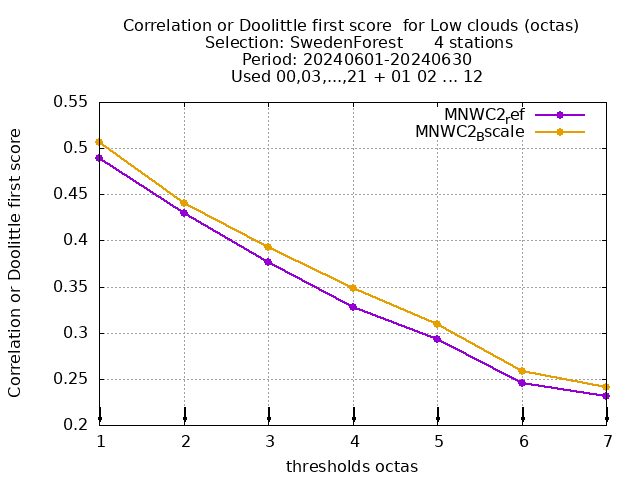 Correlation or Doolittle first score  for Low clouds (octas)
Selection: SwedenForest      4 stations
Period: 20240601-20240630
Used 00,03,...,21 + 01 02 ... 12
MNWC2ref
MNWC2Bscale
Correlation or Doolittle first score
0.55
0.5
0.45
0.4
0.35
0.3
0.25
0.2
1 2 3 4 5 6 7
thresholds octas